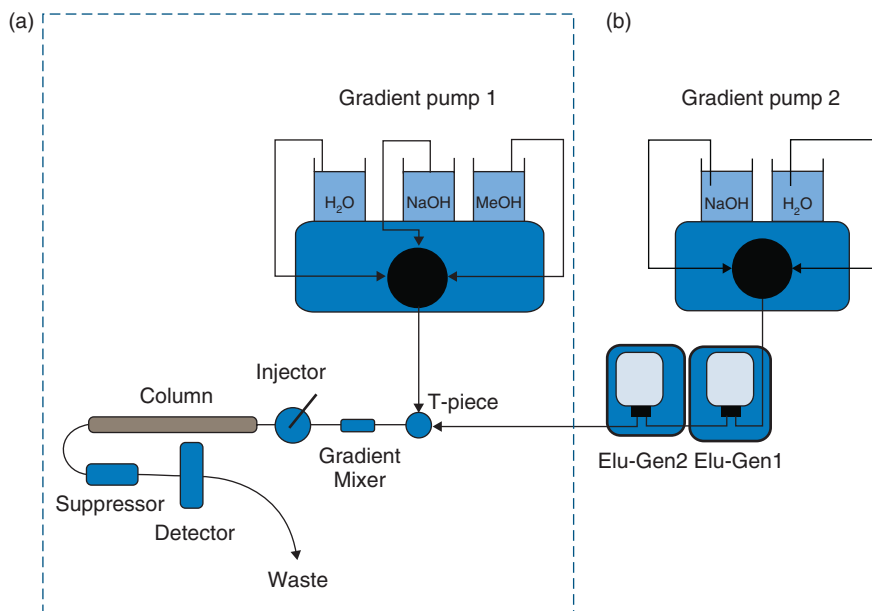 (a)
Gradient pump 1
H₂O
NaOH
MeOH
Injector
Column
T-piece
Gradient
Mixer
Suppressor
Detector
Waste
(b)
Gradient pump 2
NaOH
H₂O
Elu-Gen2
Elu-Gen1